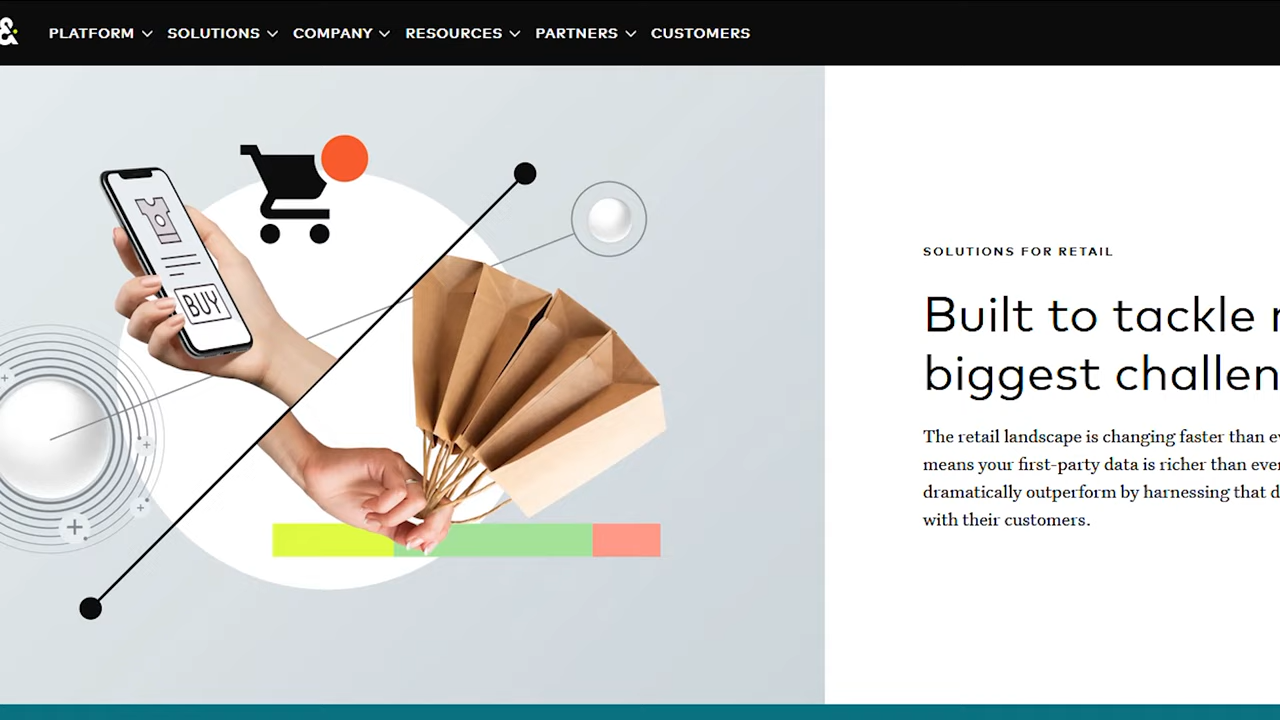 &
PLATFORM SOLUTIONS COMPANY RESOURCES PARTNERS CUSTOMERS
BUY
SOLUTIONS FOR RETAIL
Built to tackle
biggest challen
The retail landscape is changing faster than
means your first-party data is richer than
dramatically outperform by harnessing that
with their customers.